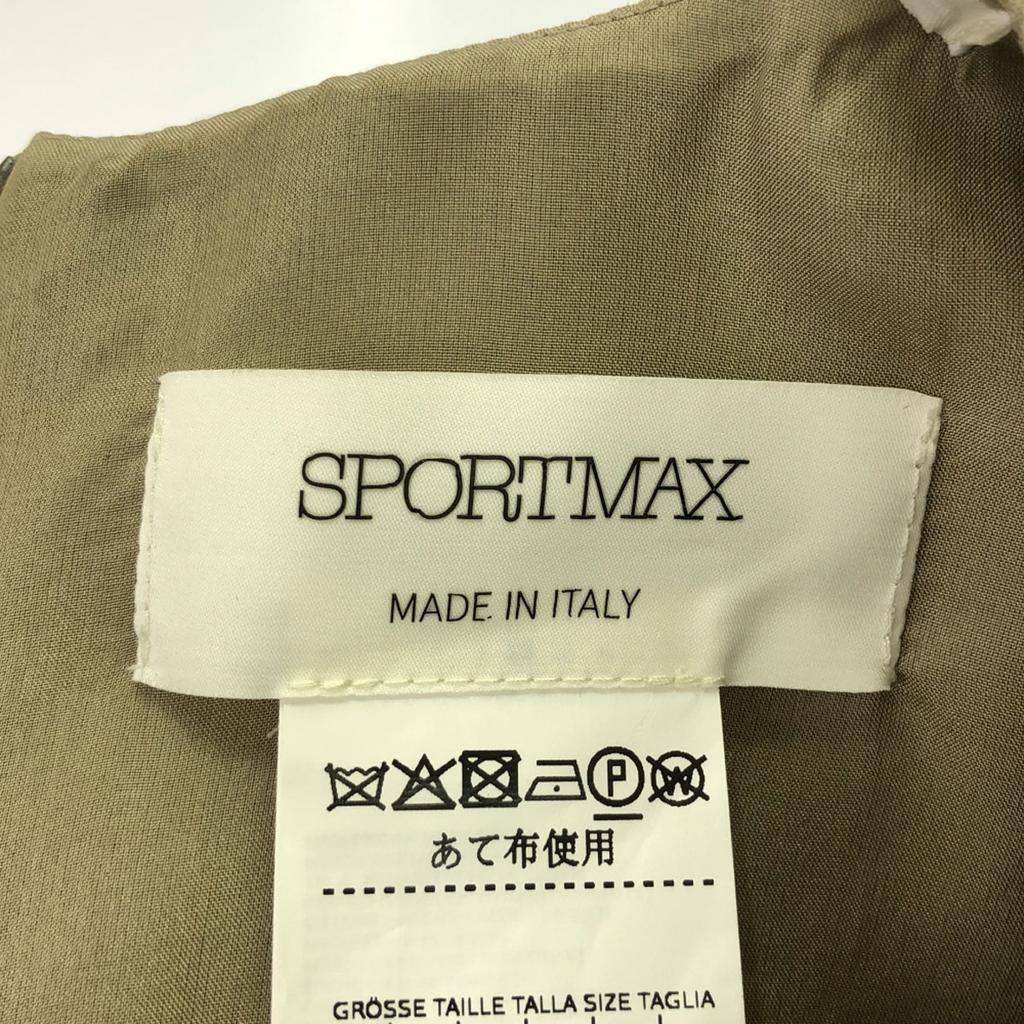 SPORTMAX
MADE IN ITALY
P W
あて布使用
GRÖSSE TAILLE TALLA SIZE TAGLIA